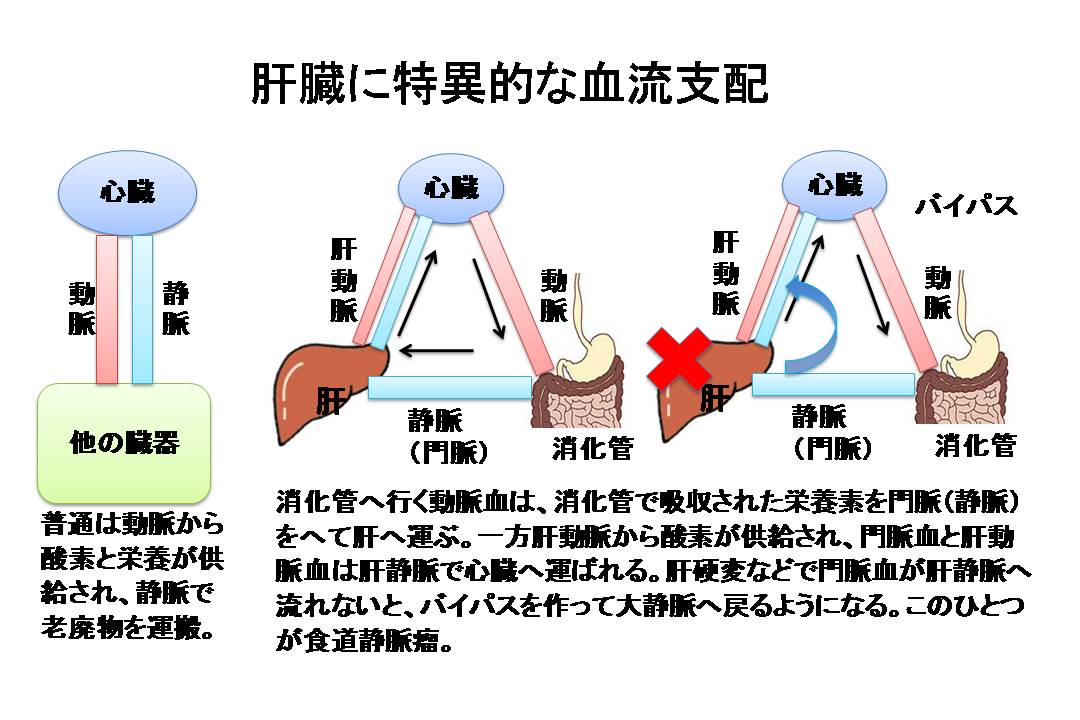 肝臓に特異的な血流支配
心臓
動脈
静脈
他の臓器
普通は動脈から
酸素と栄養が供
給され、静脈で
老廃物を運搬。
心臓
肝動脈
動脈
肝
静脈
（門脈）
消化管
心臓
バイパス
肝動脈
動脈
肝
静脈
（門脈）
消化管
消化管へ行く動脈血は、消化管で吸収された栄養素を門脈（静脈）
をへて肝へ運ぶ。一方肝動脈から酸素が供給され、門脈血と肝動
脈血は肝静脈で心臓へ運ばれる。肝硬変などで門脈血が肝静脈へ
流れないと、バイパスを作って大静脈へ戻るようになる。このひとつ
が食道静脈瘤。